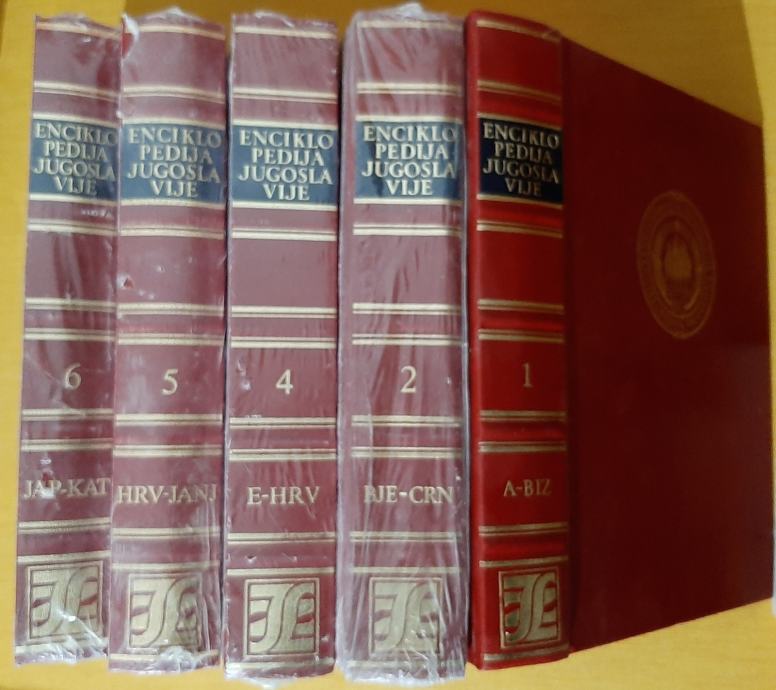 ENCIKLO
PEDIJA
JUGOSLA
VIJE
6
JAP-KAT
ENCIKLO
PEDIJA
JUGOSLA
VIJE
5
HRV-JANJ
ENCIKLO
PEDIJA
JUGOSLA
VIJE
4
E-HRV
ENCIKLO
PEDIJA
JUGOSLA
VIJE
2
BJE-CRN
ENCIKLO
PEDIJA
JUGOSLA
VIJE
1
A-BIZ